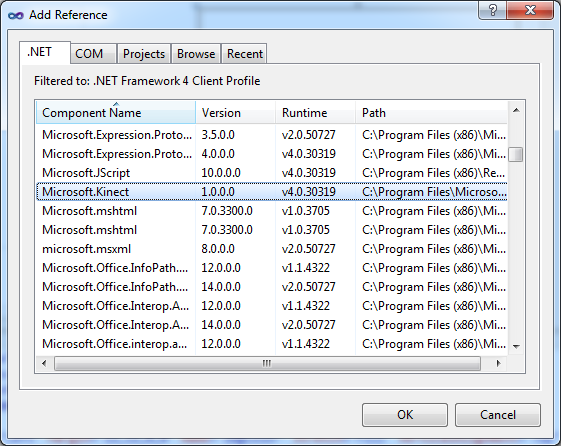 Add Reference
.NET COM Projects Browse Recent
Filtered to: .NET Framework 4 Client Profile
Component Name Version Runtime Path
Microsoft.Expression.Proto... 3.5.0.0 v2.0.50727 C:\Program Files (x86)\Mi...
Microsoft.Expression.Proto... 4.0.0.0 v4.0.30319 C:\Program Files (x86)\Mi...
Microsoft.JScript 10.0.0.0 v4.0.30319 C:\Program Files (x86)\Re...
Microsoft.Kinect 1.0.0.0 v4.0.30319 C:\Program Files\Microso...
Microsoft.mshtml 7.0.3300.0 v1.0.3705 C:\Program Files (x86)\Mi...
Microsoft.mshtml 7.0.3300.0 v1.0.3705 C:\Program Files (x86)\Mi...
microsoft.msxml 8.0.0.0 v2.0.50727 C:\Program Files (x86)\Mi...
Microsoft.Office.InfoPath.... 12.0.0.0 v1.1.4322 C:\Program Files (x86)\Mi...
Microsoft.Office.InfoPath.... 14.0.0.0 v2.0.50727 C:\Program Files (x86)\Mi...
Microsoft.Office.Interop.A... 12.0.0.0 v1.1.4322 C:\Program Files (x86)\Mi...
Microsoft.Office.Interop.A... 14.0.0.0 v2.0.50727 C:\Program Files (x86)\Mi...
Microsoft.Office.interop.a... 12.0.0.0 v1.1.4322 C:\Program Files (x86)\Mi...
OK Cancel